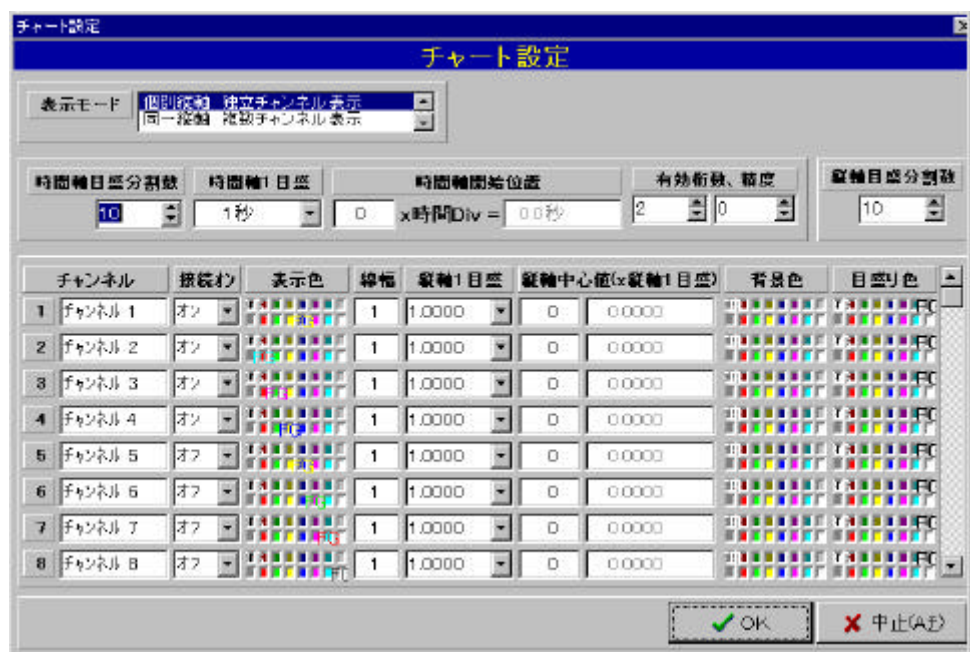 チャート設定
チャート設定
表示モード 個別縦軸 独立チャンネル表示
同一縦軸 複数チャンネル表示
時間軸目盛分割数 時間軸1目盛 時間軸開始位置 有効桁数、精度 縦軸目盛分割数
10 1秒 0 x時間Div = 0.0秒 2 0 10
チャンネル 接続オン 表示色 線幅 縦軸1目盛 縦軸中心値(x縦軸1目盛) 背景色 目盛り色
1 チャンネル 1 オン 1 1.0000 0 0.0000
2 チャンネル 2 オン 1 1.0000 0 0.0000
3 チャンネル 3 オン 1 1.0000 0 0.0000
4 チャンネル 4 オン 1 1.0000 0 0.0000
5 チャンネル 5 オフ 1 1.0000 0 0.0000
6 チャンネル 6 オフ 1 1.0000 0 0.0000
7 チャンネル 7 オフ 1 1.0000 0 0.0000
8 チャンネル 8 オフ 1 1.0000 0 0.0000
OK 中止(A)